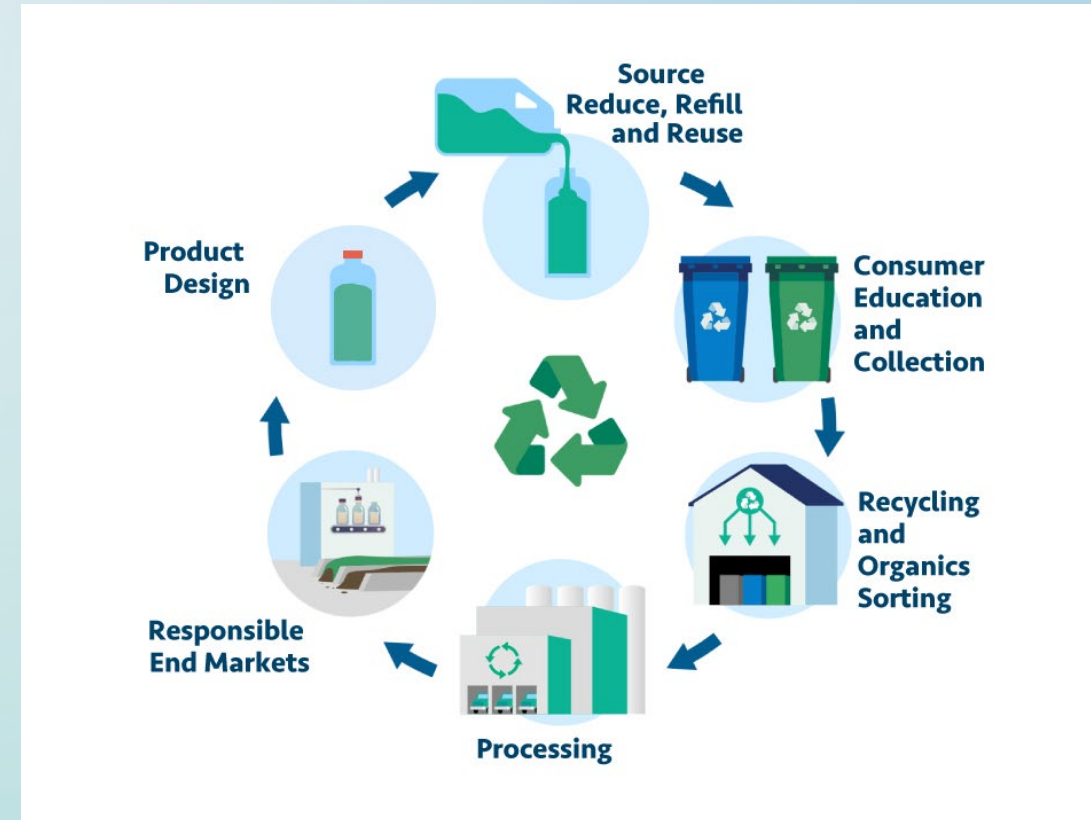 Source
Reduce, Refill
and Reuse
Product
Design
Consumer
Education
and
Collection
Recycling
and
Organics
Sorting
Responsible
End Markets
Processing